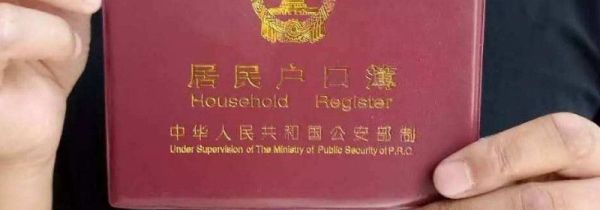 居民户口簿
Household Register
中华人民共和国公安部制
Under Supervision of The Ministry of Public Security of P.R.C.